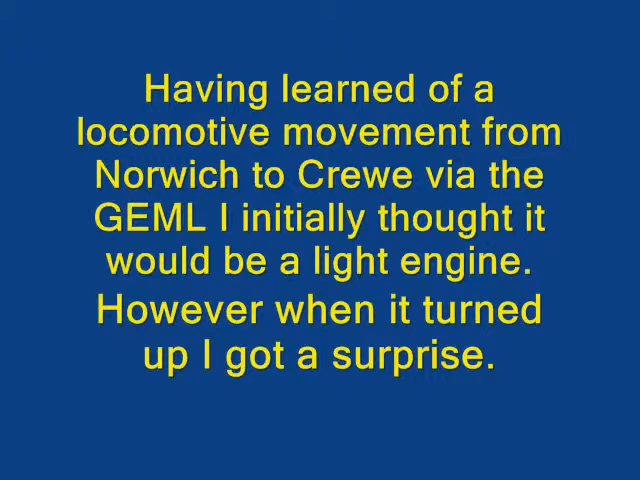 Having learned of a
locomotive movement from
Norwich to Crewe via the
GEML I initially thought it
would be a light engine.
However when it turned
up I got a surprise.